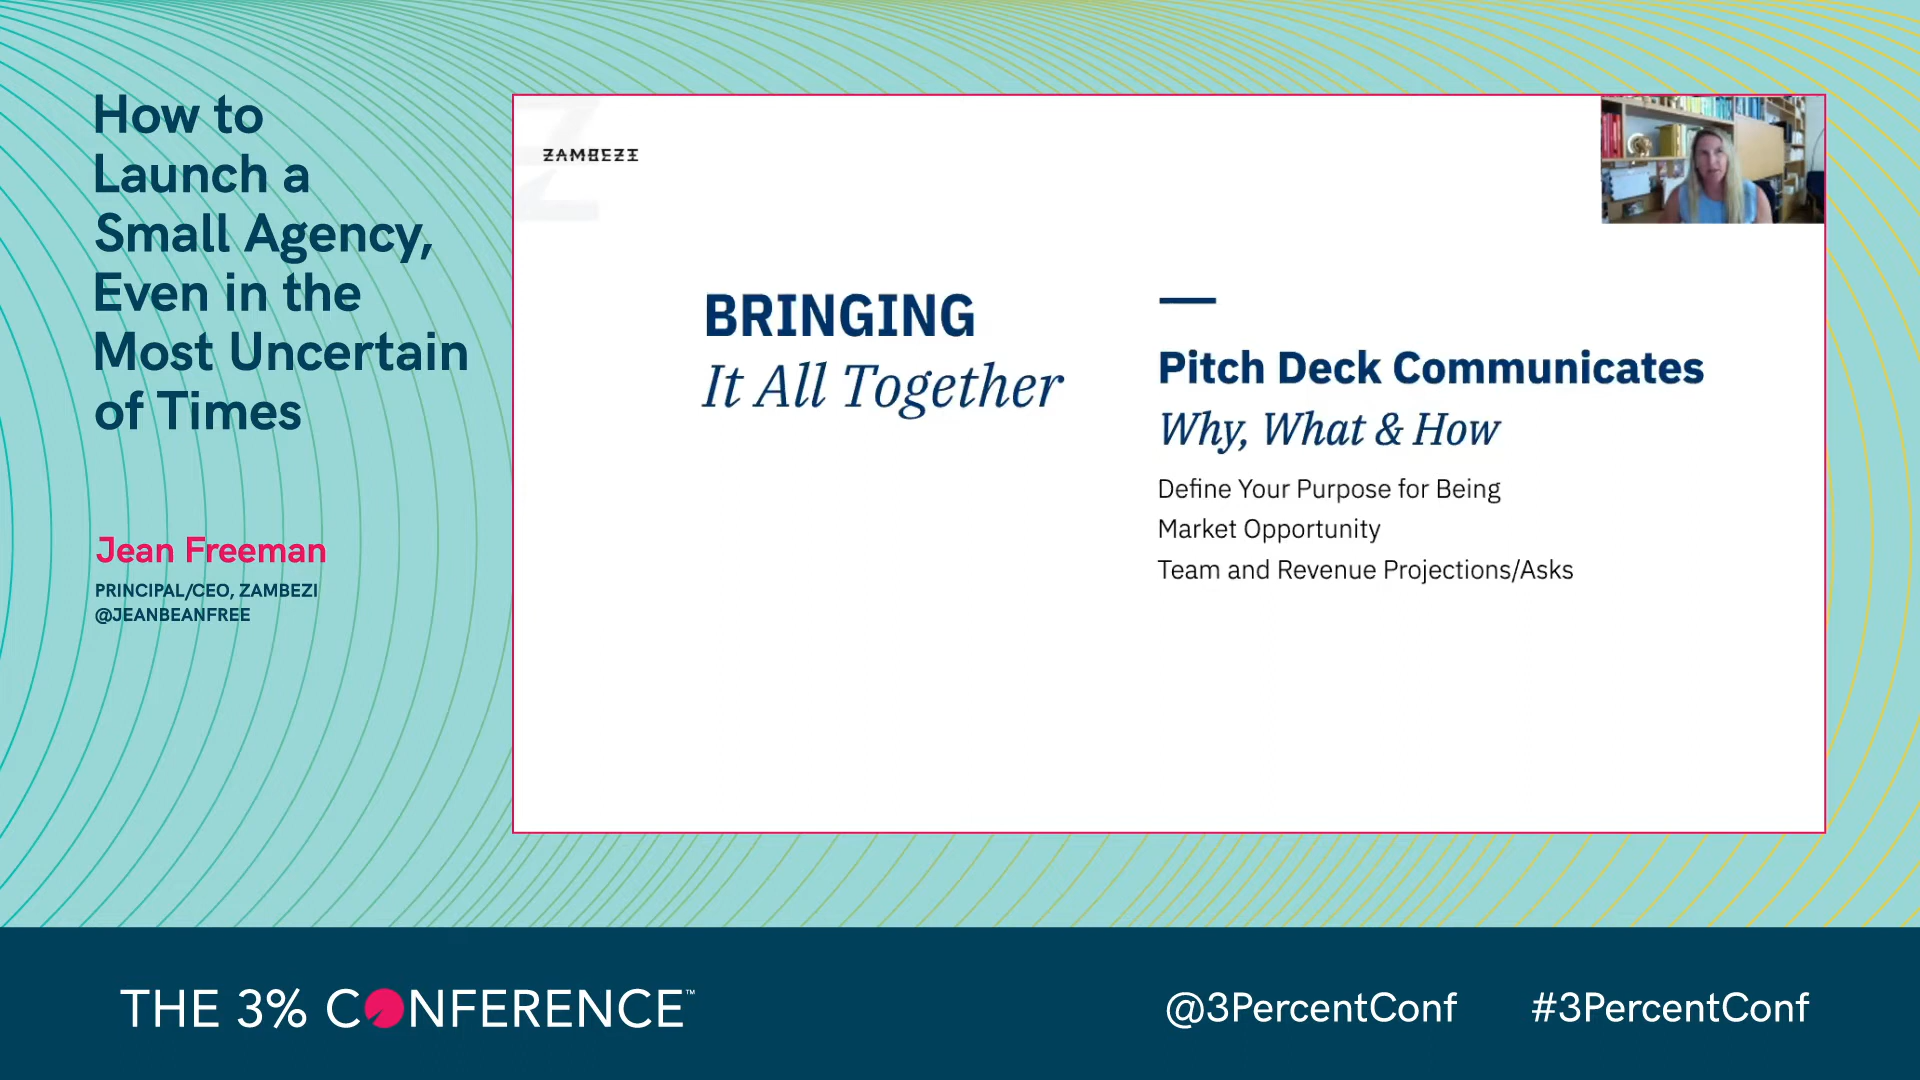 How to
Launch a
Small Agency,
Even in the
Most Uncertain
of Times
Jean Freeman
PRINCIPAL/CEO, ZAMBEZI
@JEANBEANFREE
ZAMBEZI
BRINGING
It All Together
Pitch Deck Communicates
Why, What & How
Define Your Purpose for Being
Market Opportunity
Team and Revenue Projections/Asks
THE 3% CONFERENCE™
@3PercentConf
#3PercentConf